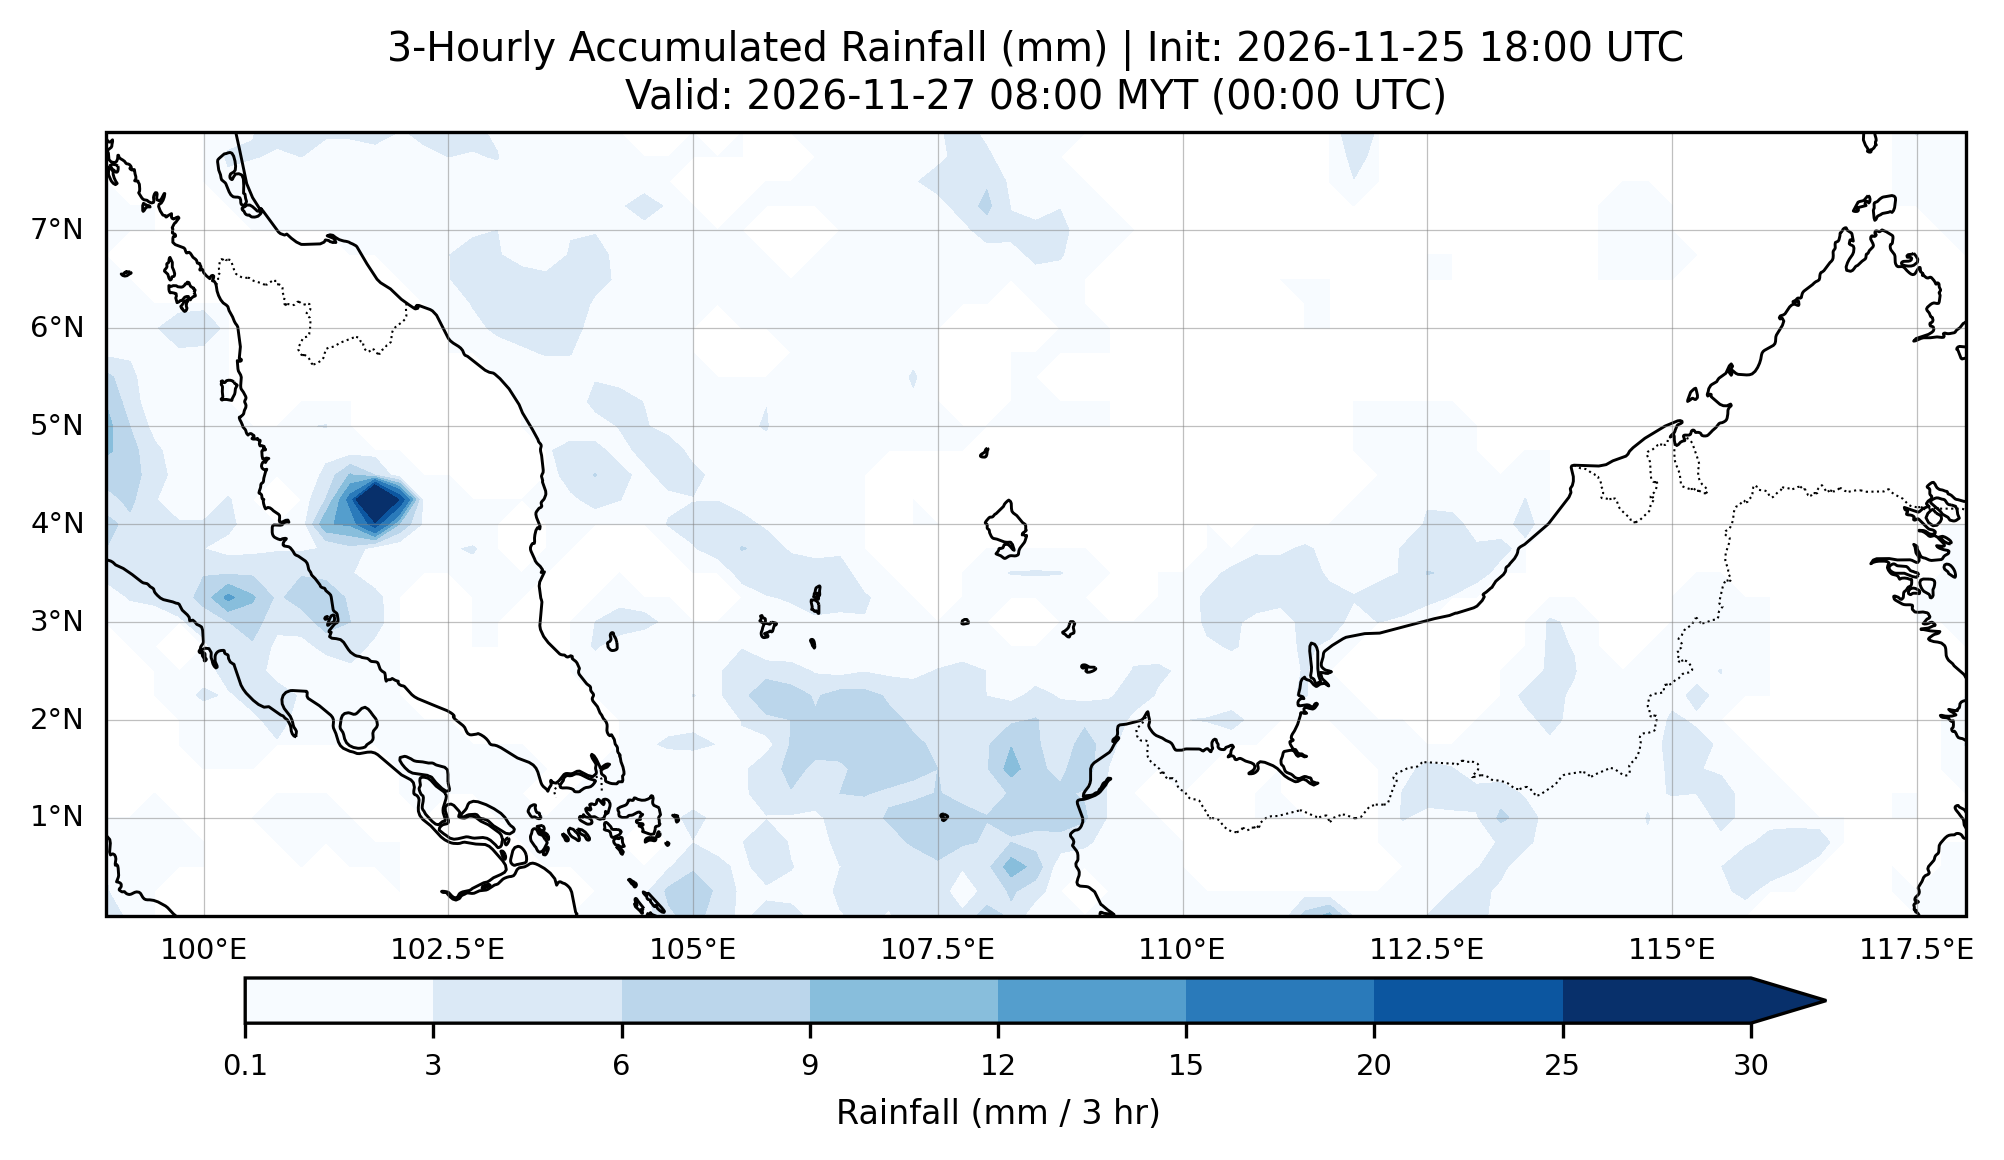 3-Hourly Accumulated Rainfall (mm) | Init: 2026-11-25 18:00 UTC
Valid: 2026-11-27 08:00 MYT (00:00 UTC)
7°N
6°N
5°N
4°N
3°N
2°N
1°N
100°E 102.5°E 105°E 107.5°E 110°E 112.5°E 115°E 117.5°E
0.1 3 6 9 12 15 20 25 30
Rainfall (mm / 3 hr)